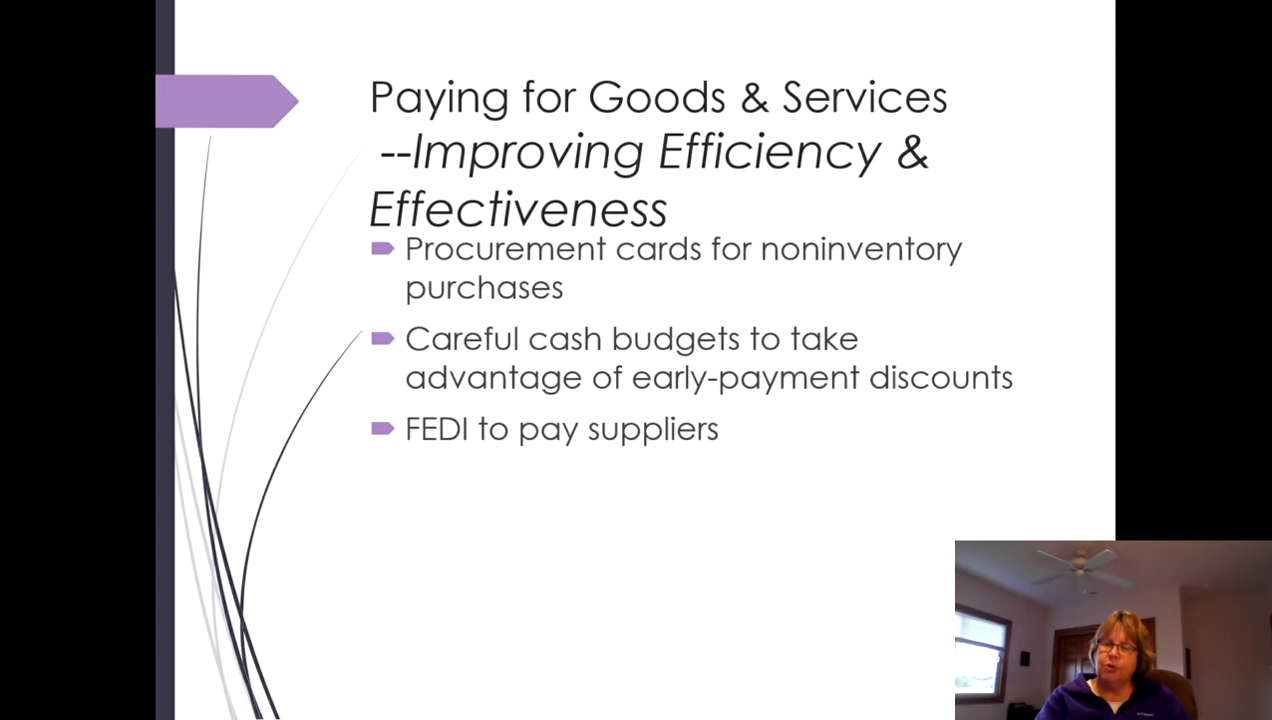 Paying for Goods & Services
--Improving Efficiency &
Effectiveness
Procurement cards for noninventory
purchases
Careful cash budgets to take
advantage of early-payment discounts
FEDI to pay suppliers